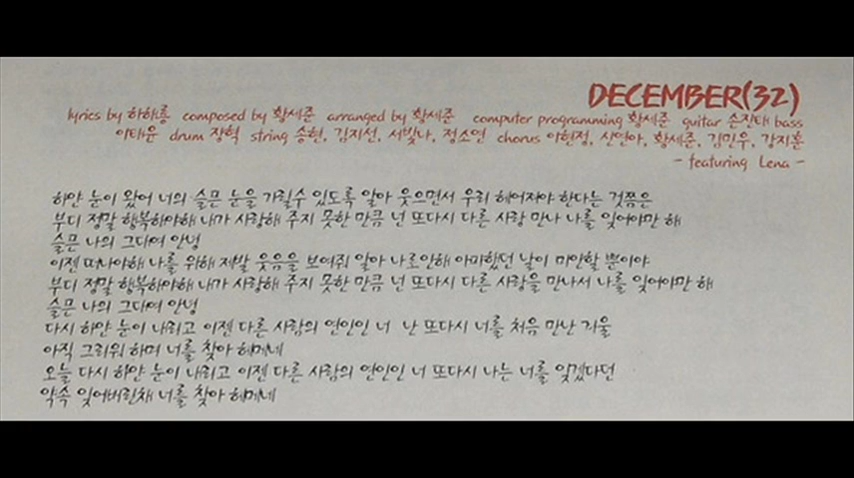 DECEMBER(32)
lyrics by 하해룡 composed by 황세준 arranged by 황세준 computer programming 황세준 guitar 손진태 bass
이태윤 drum 장혁 string 송현, 김지선, 서빛나, 정소연 chorus 이현정, 신연아, 황세준, 김민우, 강지훈
- featuring Lena -
하얀 눈이 왔어 너의 슬픈 눈을 가릴수 있도록 알아 웃으면서 우리 헤어져야 한다는 것쯤은
부디 정말 행복해야해 내가 사랑해 주지 못한 만큼 넌 또다시 다른 사랑 만나 나를 잊어야만 해
슬픈 나의 그대여 안녕
이젠 떠나야해 나를 위해 제발 웃음을 보여줘 알아 나로인해 아파했던 날이 미안할 뿐이야
부디 정말 행복해야해 내가 사랑해 주지 못한 만큼 넌 또다시 다른 사랑을 만나서 나를 잊어야만 해
슬픈 나의 그대여 안녕
다시 하얀 눈이 내리고 이젠 다른 사람의 연인인 너 난 또다시 너를 처음 만난 겨울
아직 그리워 하며 너를 찾아 헤메네
오늘 다시 하얀 눈이 내리고 이젠 다른 사람의 연인인 너 또다시 나는 너를 잊겠다던
약속 잊어버린채 너를 찾아 헤메네